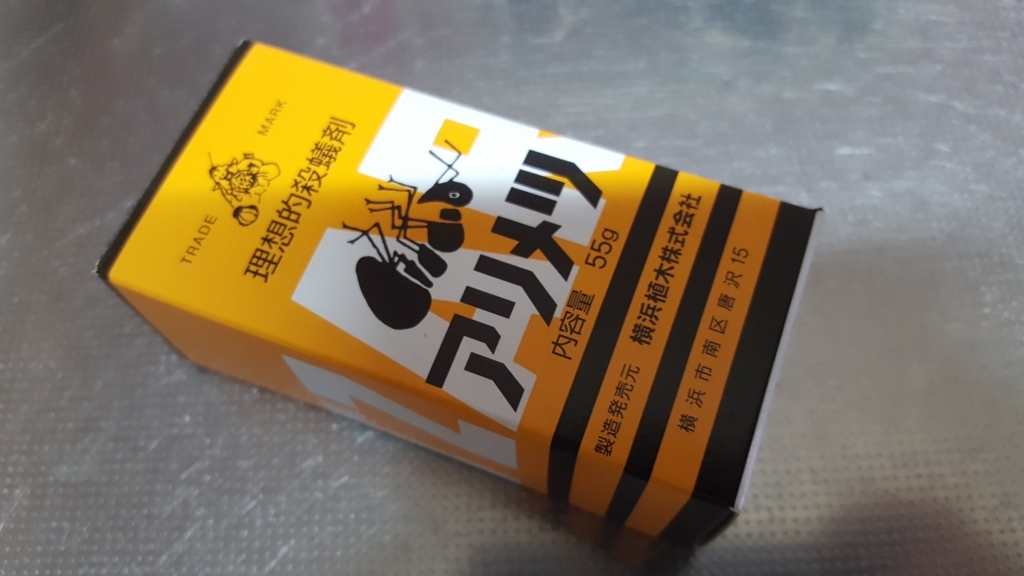 TRADE MARK
理想的殺蟻剤
アリメツ
内容量 55g
製造発売元 横浜植木株式会社
横浜市南区唐沢15